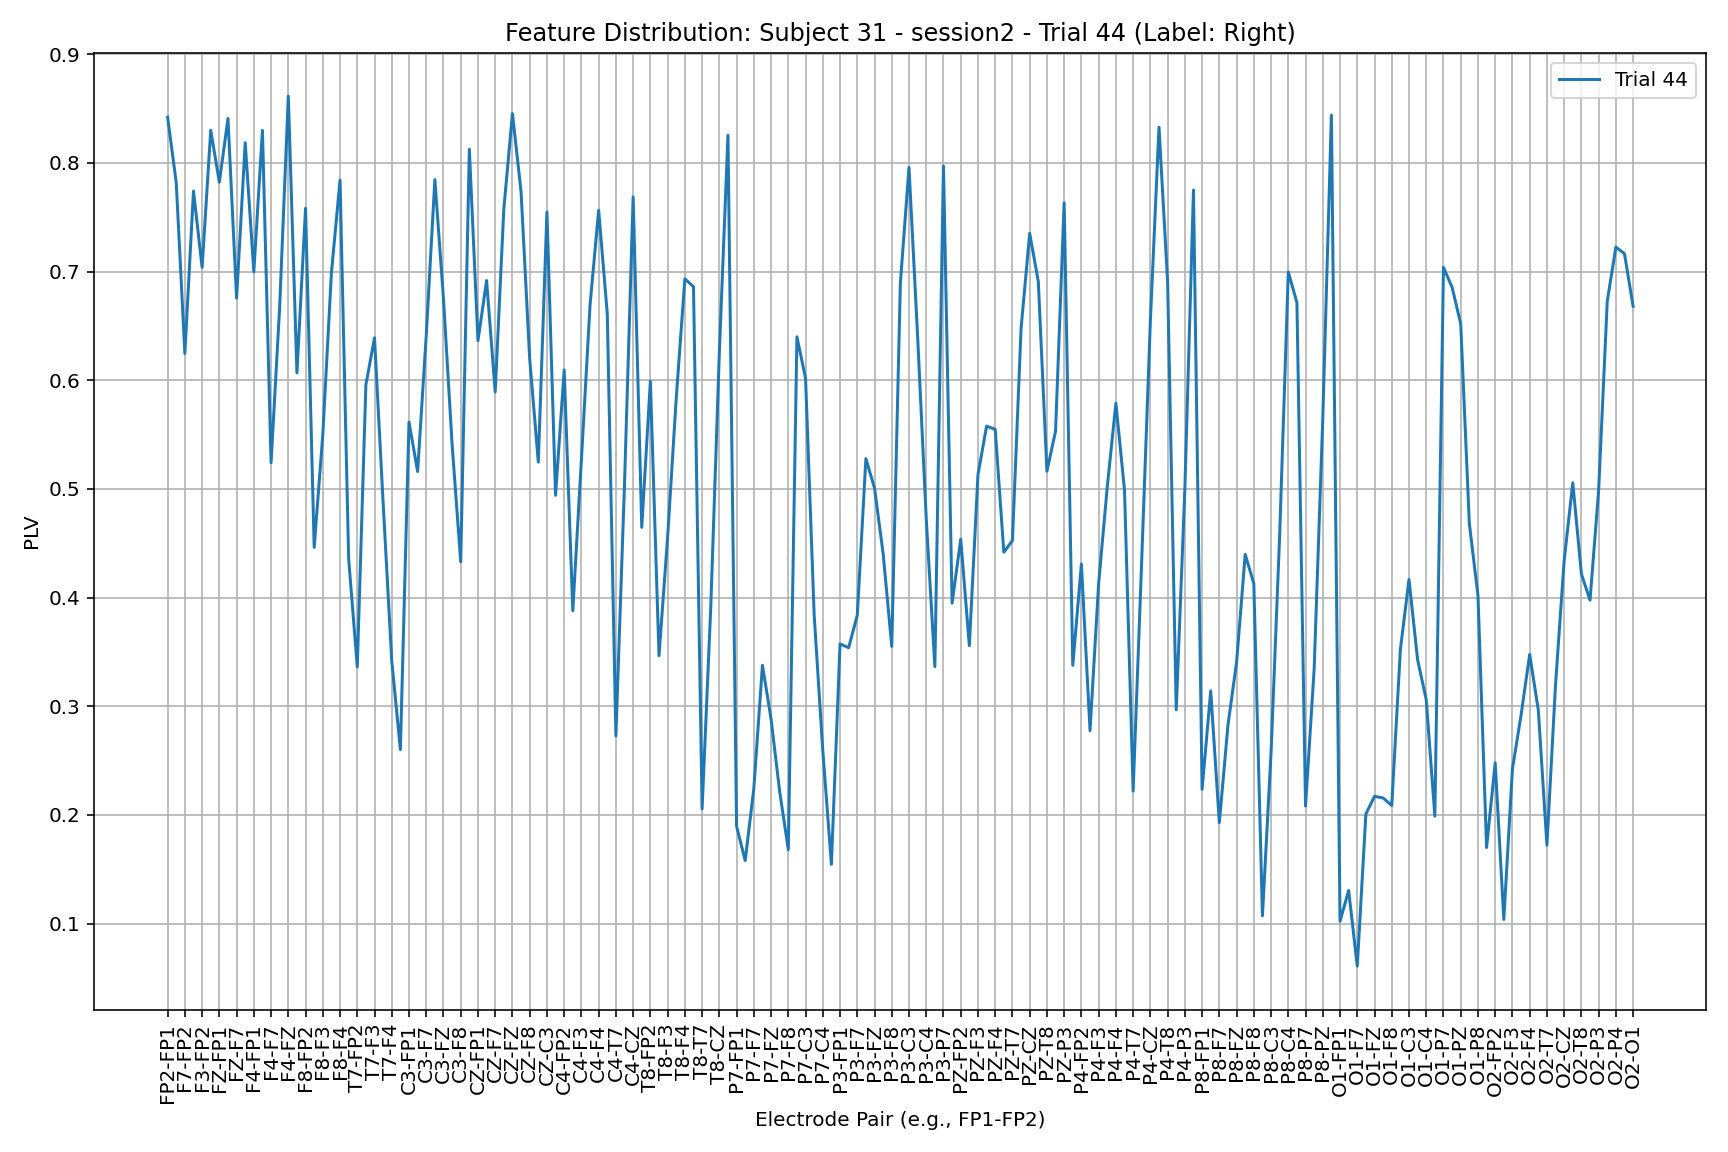 Feature Distribution: Subject 31 - session2 - Trial 44 (Label: Right)
Trial 44
0.9
0.8
0.7
0.6
0.5
0.4
0.3
0.2
0.1
PLV
FP2-FP1
F7-FP2
F3-FP2
FZ-FP1
FZ-F7
F4-FP1
F4-F7
F4-FZ
F8-FP2
F8-F3
F8-F4
T7-FP2
T7-F3
T7-F4
C3-FP1
C3-F7
C3-FZ
C3-F8
CZ-FP1
CZ-F7
CZ-FZ
CZ-F8
CZ-C3
C4-FP2
C4-F3
C4-F4
C4-T7
C4-CZ
T8-FP2
T8-F3
T8-F4
T8-T7
T8-CZ
P7-FP1
P7-F7
P7-FZ
P7-F8
P7-C3
P7-C4
P3-FP1
P3-F7
P3-FZ
P3-F8
P3-C3
P3-C4
P3-P7
PZ-FP2
PZ-F3
PZ-F4
PZ-T7
PZ-CZ
PZ-T8
PZ-P3
P4-FP2
P4-F3
P4-F4
P4-T7
P4-CZ
P4-T8
P4-P3
P8-FP1
P8-F7
P8-FZ
P8-F8
P8-C3
P8-C4
P8-P7
P8-PZ
O1-FP1
O1-F7
O1-FZ
O1-F8
O1-C3
O1-C4
O1-P7
O1-PZ
O1-P8
O2-FP2
O2-F3
O2-F4
O2-T7
O2-CZ
O2-T8
O2-P3
O2-P4
O2-O1
Electrode Pair (e.g., FP1-FP2)